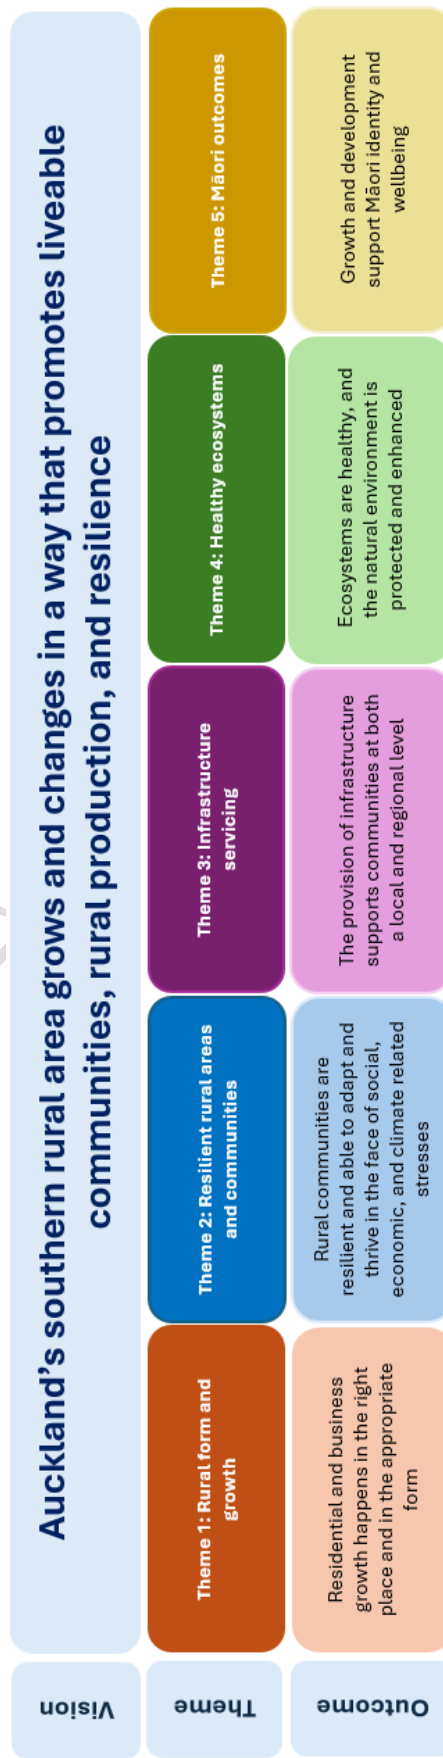 Vision
Auckland's southern rural area grows and changes in a way that promotes liveable
communities, rural production, and resilience
Theme
Theme 1: Rural form and
growth
Theme 2: Resilient rural areas
and communities
Theme 3: Infrastructure
servicing
Theme 4: Healthy ecosystems
Theme 5: Māori outcomes
Outcome
Residential and business
growth happens in the right
place and in the appropriate
form
Rural communities are
resilient and able to adapt and
thrive in the face of social,
economic, and climate related
stresses
The provision of infrastructure
supports communities at both
a local and regional level
Ecosystems are healthy, and
the natural environment is
protected and enhanced
Growth and development
support Māori identity and
wellbeing